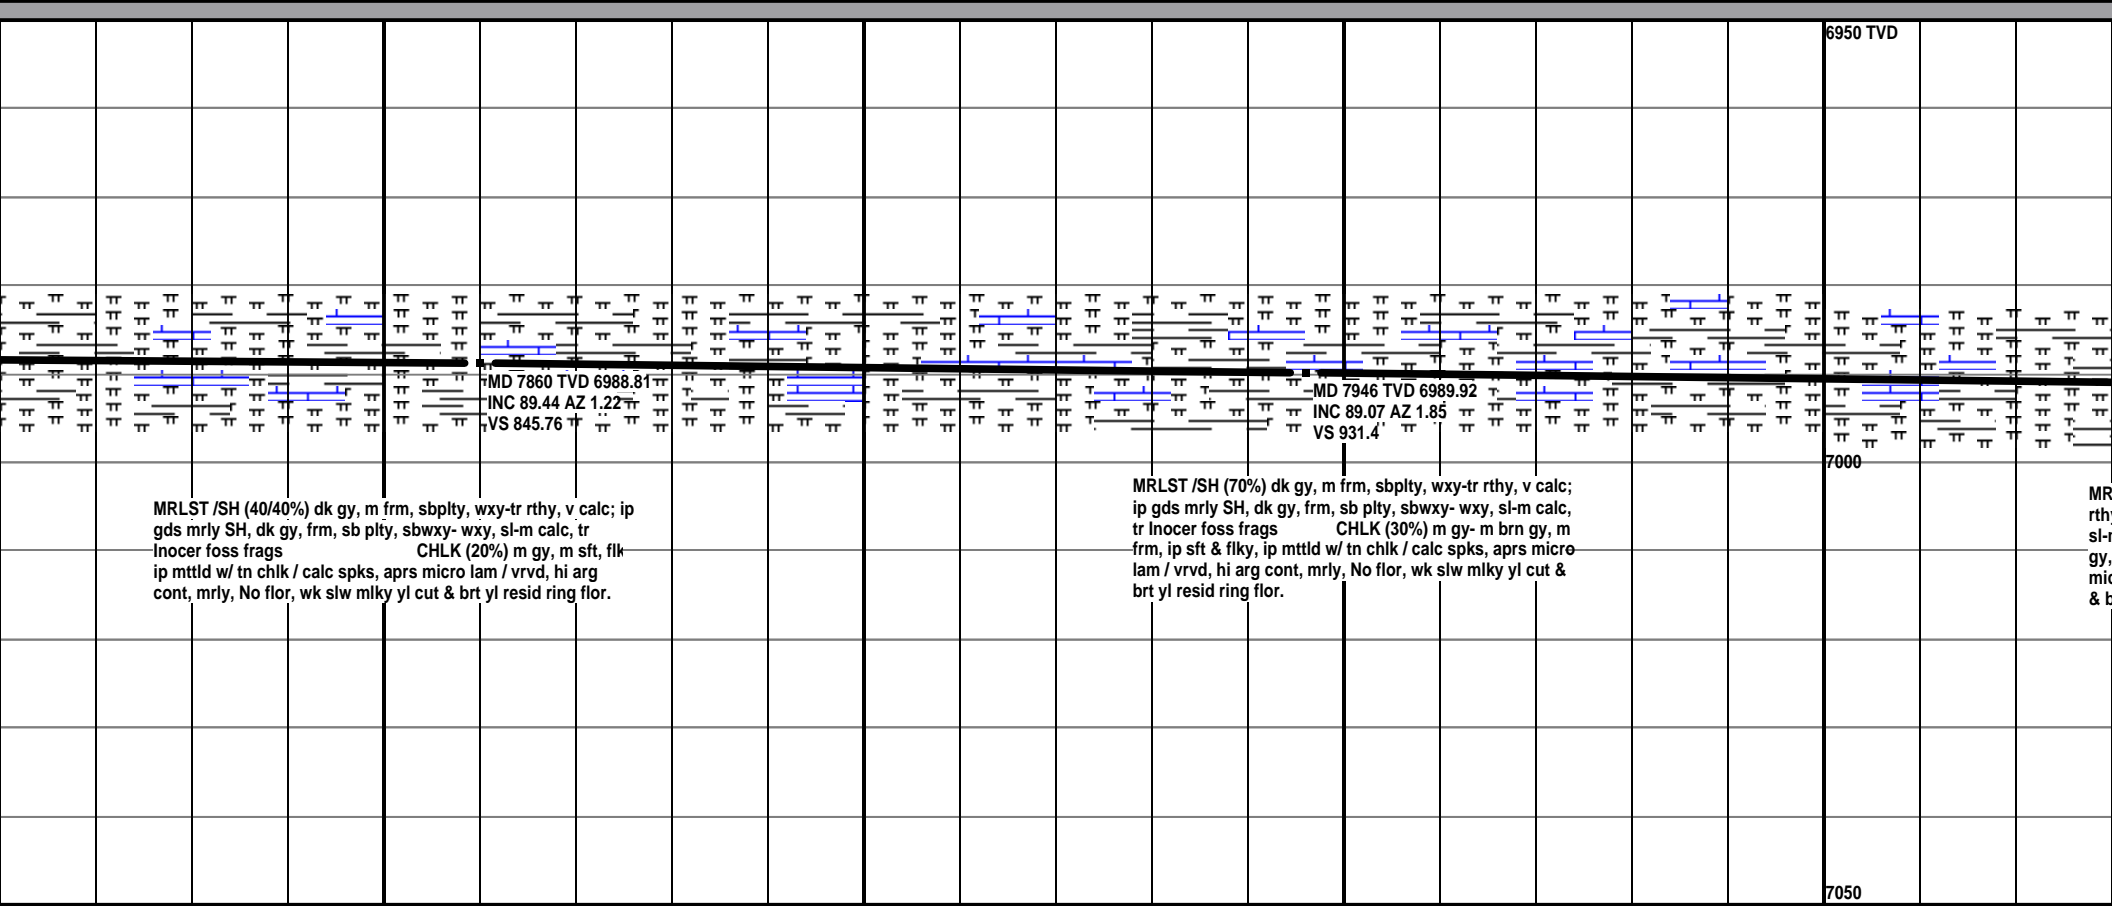 6950 TVD
MD 7860 TVD 6988.81
INC 89.44 AZ 1.22
VS 845.76
MD 7946 TVD 6989.92
INC 89.07 AZ 1.85
VS 931.4
7000
MRLST /SH (40/40%) dk gy, m frm, sbplty, wxy-tr rthy, v calc; ip
gds mrly SH, dk gy, frm, sb plty, sbwxy- wxy, sl-m calc, tr
Inocer foss frags CHLK (20%) m gy, m sft, flk
ip mttld w/ tn chlk / calc spks, aprs micro lam / vrvd, hi arg
cont, mrly, No flor, wk slw mlky yl cut & brt yl resid ring flor.
MRLST /SH (70%) dk gy, m frm, sbplty, wxy-tr rthy, v calc;
ip gds mrly SH, dk gy, frm, sb plty, sbwxy- wxy, sl-m calc,
tr Inocer foss frags CHLK (30%) m gy- m brn gy, m
frm, ip sft & flky, ip mttld w/ tn chlk / calc spks, aprs micro
lam / vrvd, hi arg cont, mrly, No flor, wk slw mlky yl cut &
brt yl resid ring flor.
MR
rthy
sl-m
gy,
mic
& b
7050